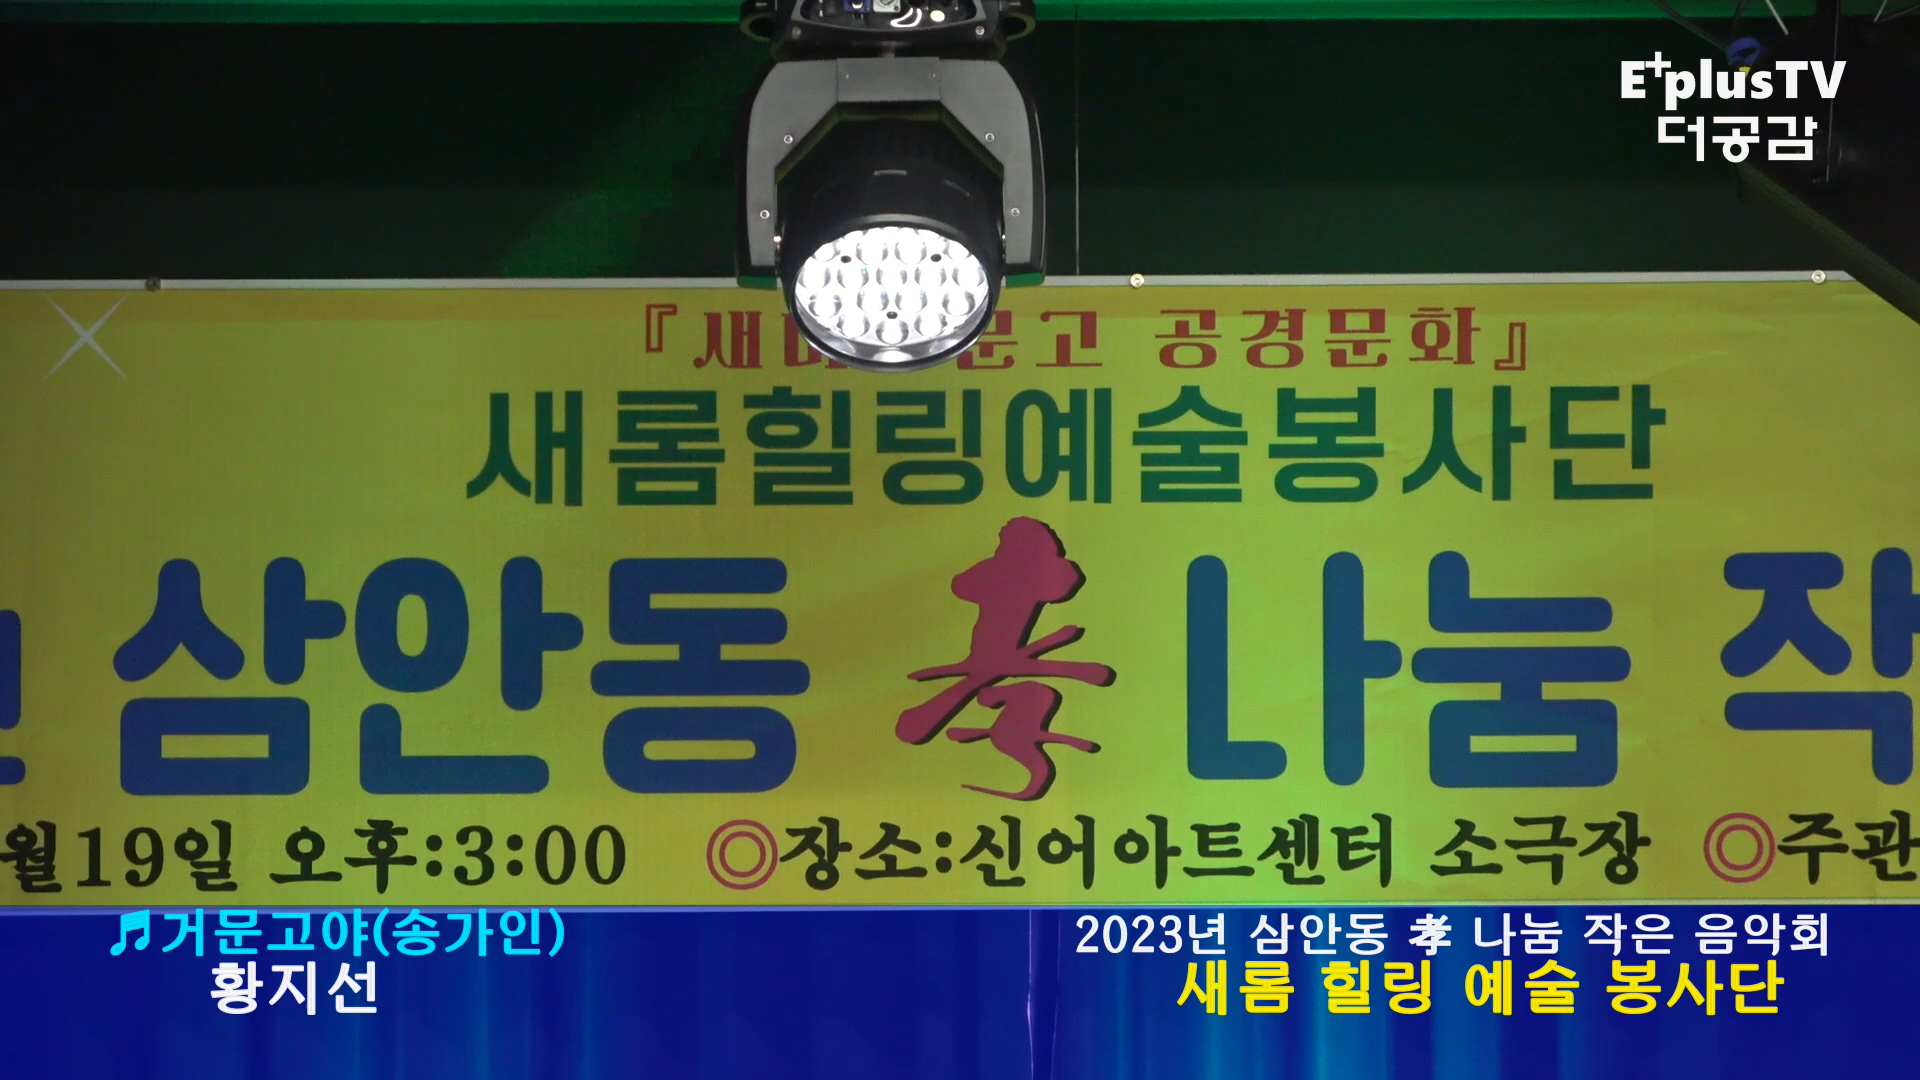 E+plusTV
더공감
『새 문고 공경문화』
새롬힐링예술봉사단
삼안동 孝 나눔 작
월19일 오후:3:00 ◎장소:신어아트센터 소극장 ◎주관
♬거문고야(송가인)
황지선
2023년 삼안동 孝 나눔 작은 음악회
새롬 힐링 예술 봉사단